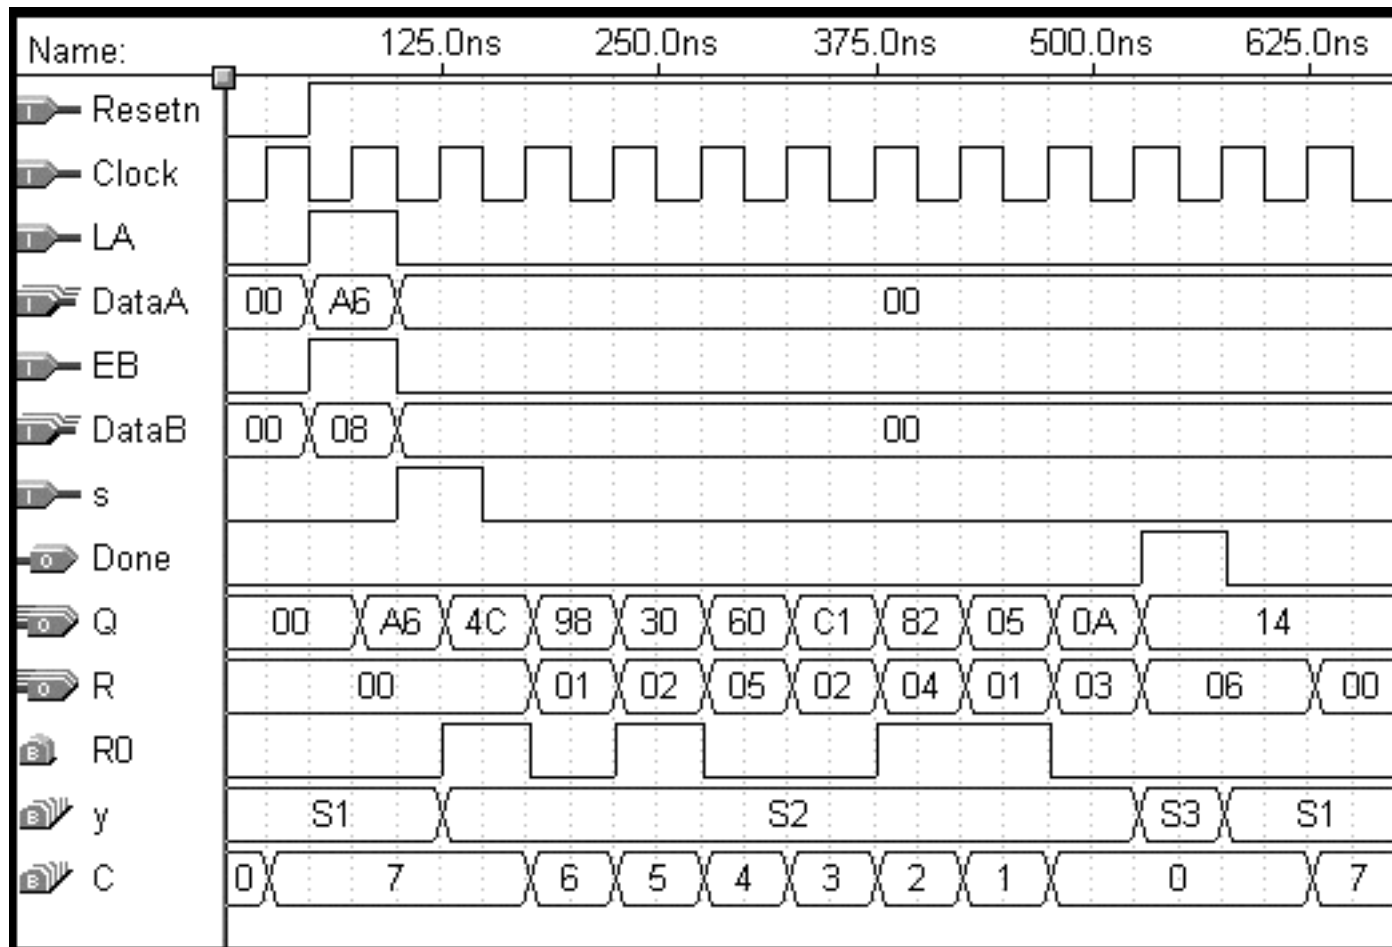 Name: 125.0ns 250.0ns 375.0ns 500.0ns 625.0ns
I Resetn
I Clock
I LA
I DataA 00 A6 00
I EB
I DataB 00 08 00
I s
O Done
O Q 00 A6 4C 98 30 60 C1 82 05 0A 14
O R 00 01 02 05 02 04 01 03 06 00
B R0
B y S1 S2 S3 S1
B C 0 7 6 5 4 3 2 1 0 7